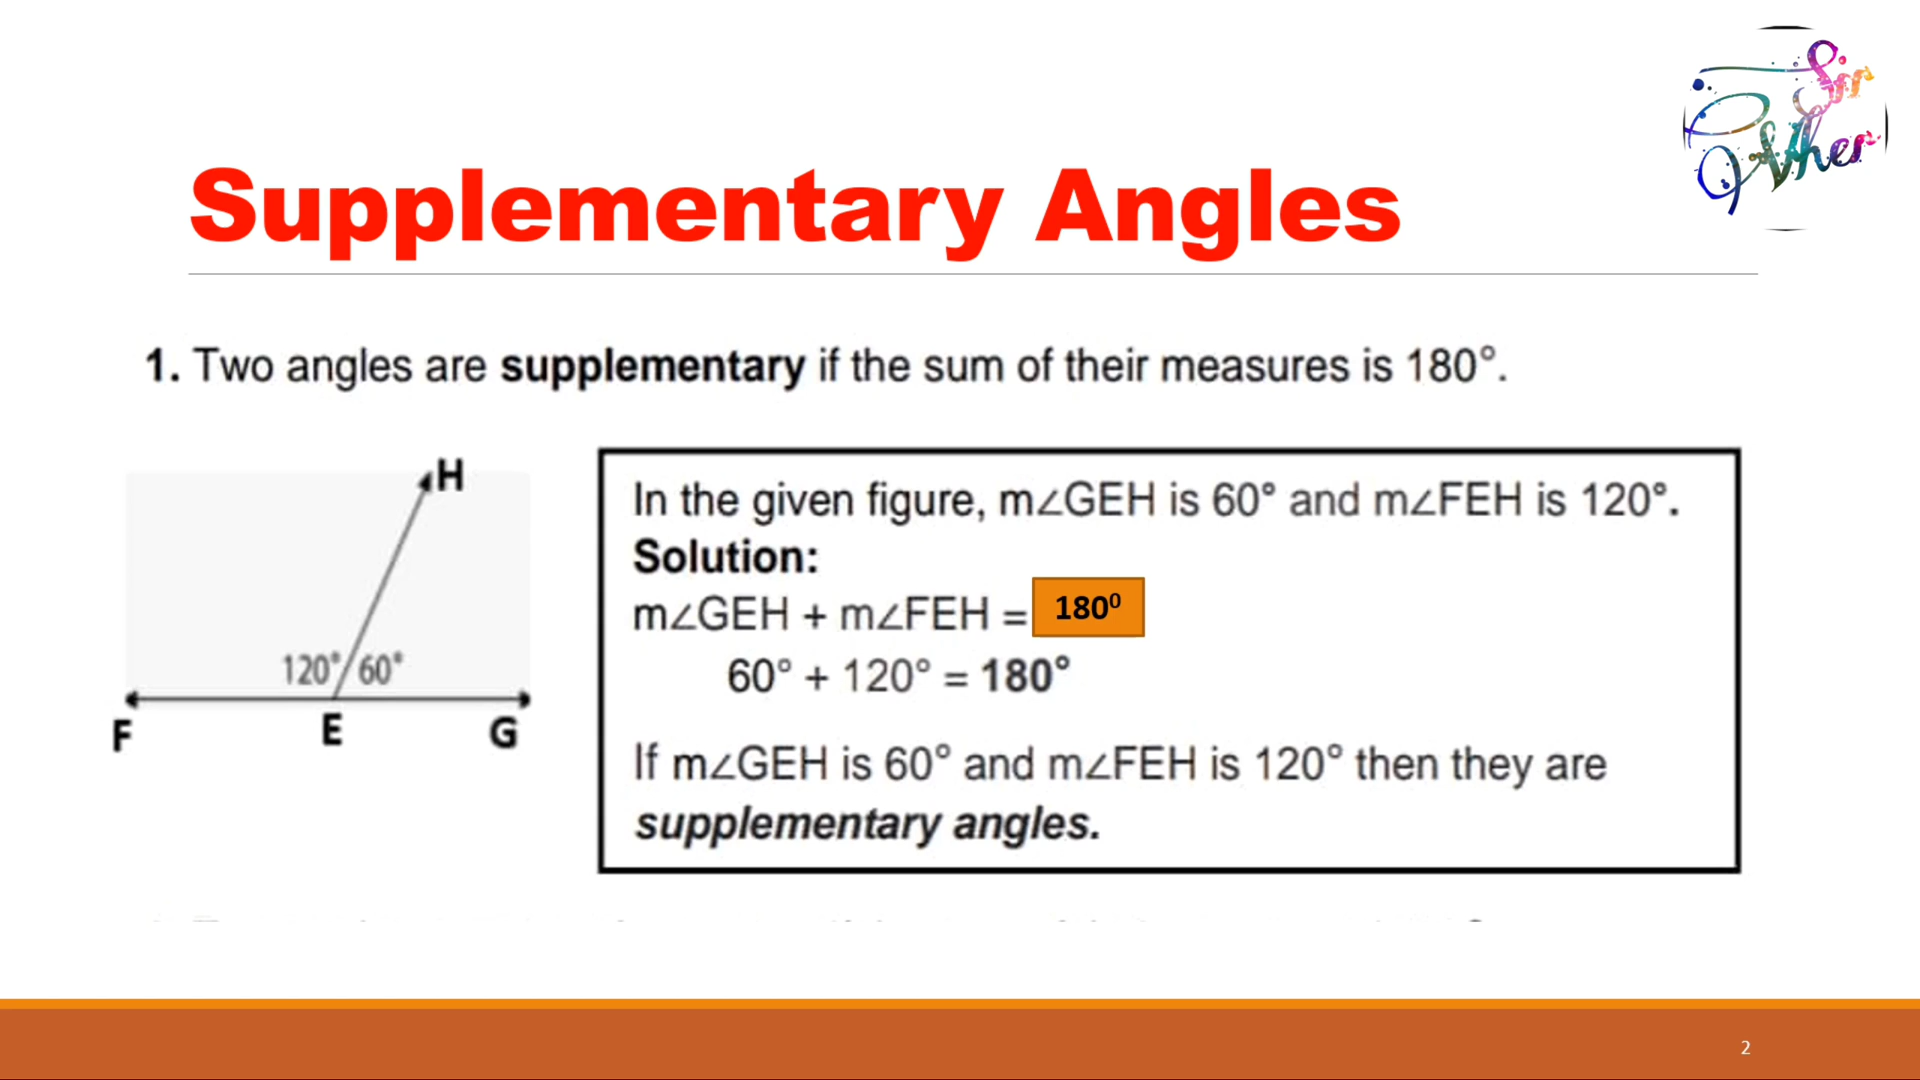 Sir
Supplementary Angles
1. Two angles are supplementary if the sum of their measures is 180°.
H
120° 60°
F E G
In the given figure, m∠GEH is 60° and m∠FEH is 120°.
Solution:
m∠GEH + m∠FEH = 180⁰
60° + 120° = 180°
If m∠GEH is 60° and m∠FEH is 120° then they are
supplementary angles.
2